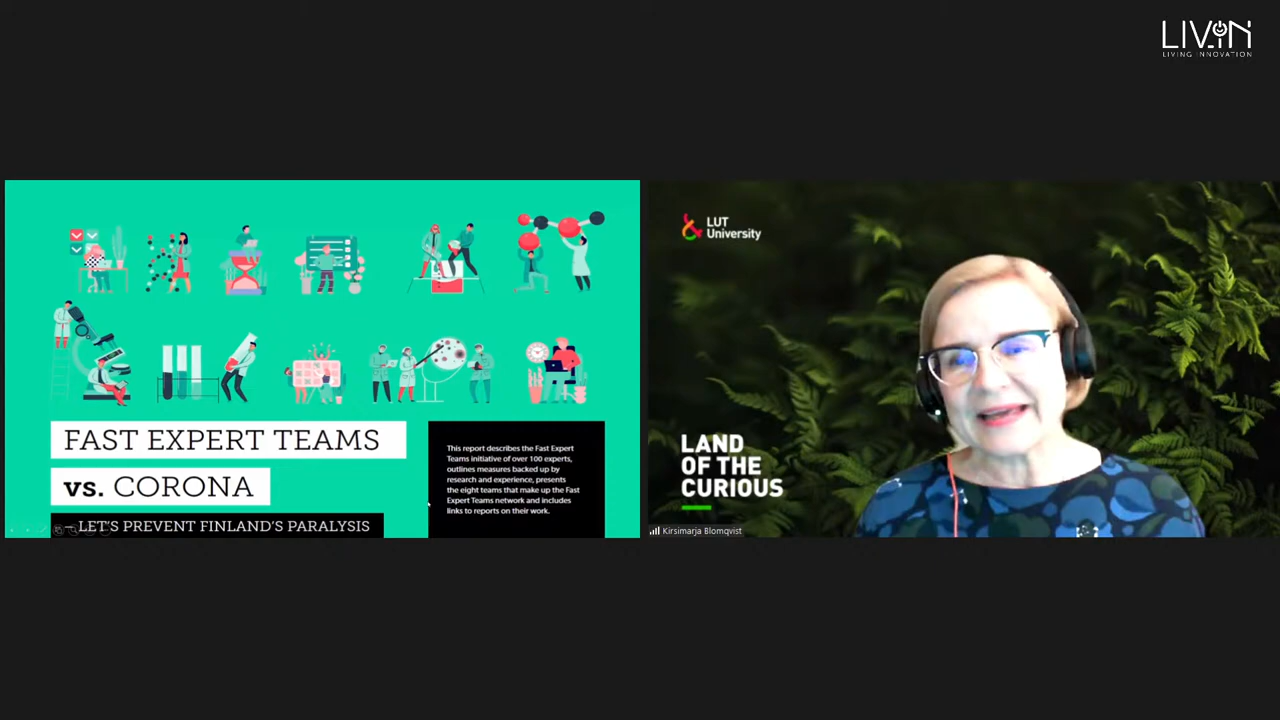 LIVIN
LIVING INNOVATION
FAST EXPERT TEAMS
vs. CORONA
– LET'S PREVENT FINLAND'S PARALYSIS
This report describes the Fast Expert
Teams initiative of over 100 experts,
outlines measures backed up by
research and experience, presents
the eight teams that make up the Fast
Expert Teams network and includes
links to reports on their work.
LUT
University
LAND
OF THE
CURIOUS
Kirsimarja Blomqvist